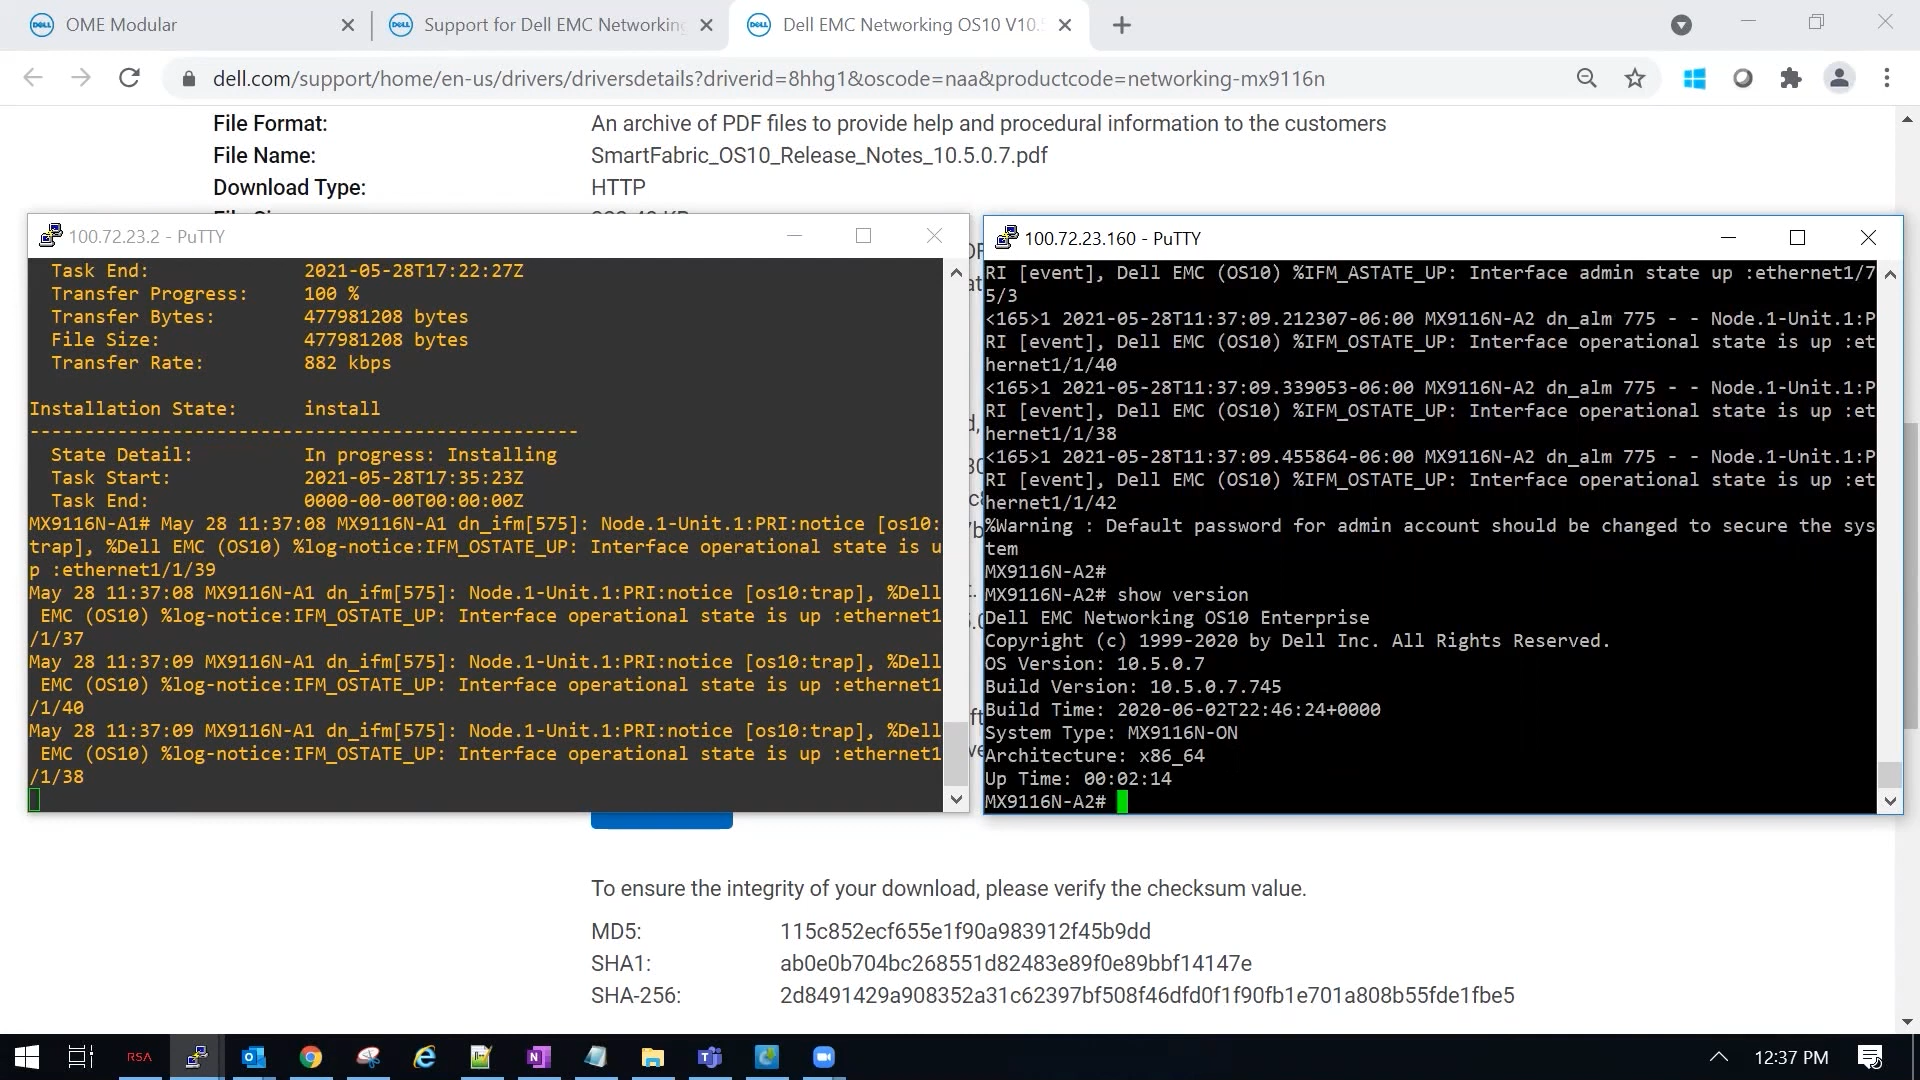 OME Modular
Support for Dell EMC Networking
Dell EMC Networking OS10 V10.5
dell.com/support/home/en-us/drivers/driversdetails?driverid=8hhg1&oscode=naa&productcode=networking-mx9116n
File Format: An archive of PDF files to provide help and procedural information to the customers
File Name: SmartFabric_OS10_Release_Notes_10.5.0.7.pdf
Download Type: HTTP
100.72.23.2 - PuTTY
Task End: 2021-05-28T17:22:27Z
Transfer Progress: 100 %
Transfer Bytes: 477981208 bytes
File Size: 477981208 bytes
Transfer Rate: 882 kbps
Installation State: install
--------------------------------------------------
State Detail: In progress: Installing
Task Start: 2021-05-28T17:35:23Z
Task End: 0000-00-00T00:00:00Z
MX9116N-A1# May 28 11:37:08 MX9116N-A1 dn_ifm[575]: Node.1-Unit.1:PRI:notice [os10:
trap], %Dell EMC (OS10) %log-notice:IFM_OSTATE_UP: Interface operational state is u
p :ethernet1/1/39
May 28 11:37:08 MX9116N-A1 dn_ifm[575]: Node.1-Unit.1:PRI:notice [os10:trap], %Dell
EMC (OS10) %log-notice:IFM_OSTATE_UP: Interface operational state is up :ethernet1
/1/37
May 28 11:37:09 MX9116N-A1 dn_ifm[575]: Node.1-Unit.1:PRI:notice [os10:trap], %Dell
EMC (OS10) %log-notice:IFM_OSTATE_UP: Interface operational state is up :ethernet1
/1/40
May 28 11:37:09 MX9116N-A1 dn_ifm[575]: Node.1-Unit.1:PRI:notice [os10:trap], %Dell
EMC (OS10) %log-notice:IFM_OSTATE_UP: Interface operational state is up :ethernet1
/1/38
100.72.23.160 - PuTTY
RI [event], Dell EMC (OS10) %IFM_ASTATE_UP: Interface admin state up :ethernet1/7
5/3
<165>1 2021-05-28T11:37:09.212307-06:00 MX9116N-A2 dn_alm 775 - - Node.1-Unit.1:P
RI [event], Dell EMC (OS10) %IFM_OSTATE_UP: Interface operational state is up :et
hernet1/1/40
<165>1 2021-05-28T11:37:09.339053-06:00 MX9116N-A2 dn_alm 775 - - Node.1-Unit.1:P
RI [event], Dell EMC (OS10) %IFM_OSTATE_UP: Interface operational state is up :et
hernet1/1/38
<165>1 2021-05-28T11:37:09.455864-06:00 MX9116N-A2 dn_alm 775 - - Node.1-Unit.1:P
RI [event], Dell EMC (OS10) %IFM_OSTATE_UP: Interface operational state is up :et
hernet1/1/42
%Warning : Default password for admin account should be changed to secure the sys
tem
MX9116N-A2#
MX9116N-A2# show version
Dell EMC Networking OS10 Enterprise
Copyright (c) 1999-2020 by Dell Inc. All Rights Reserved.
OS Version: 10.5.0.7
Build Version: 10.5.0.7.745
Build Time: 2020-06-02T22:46:24+0000
System Type: MX9116N-ON
Architecture: x86_64
Up Time: 00:02:14
MX9116N-A2#
To ensure the integrity of your download, please verify the checksum value.
MD5: 115c852ecf655e1f90a983912f45b9dd
SHA1: ab0e0b704bc268551d82483e89f0e89bbf14147e
SHA-256: 2d8491429a908352a31c62397bf508f46dfd0f1f90fb1e701a808b55fde1fbe5
RSA
12:37 PM